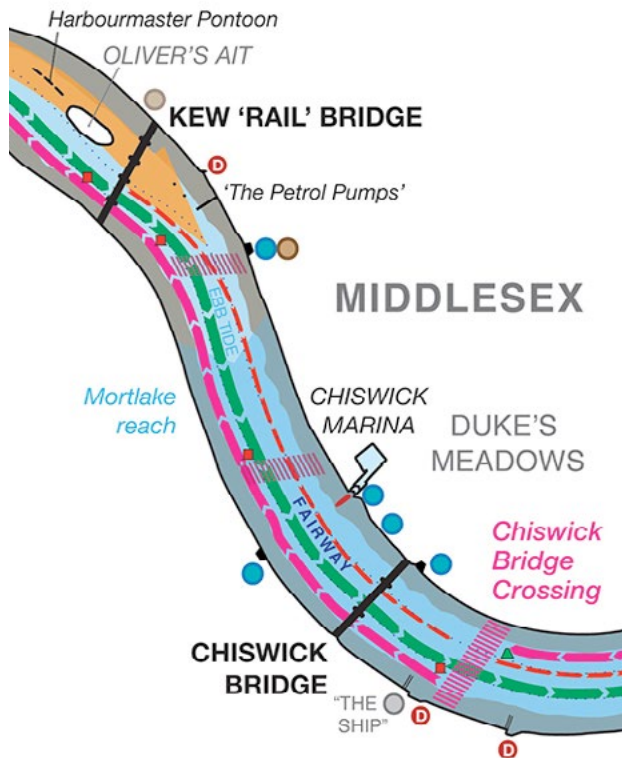 Harbourmaster Pontoon
OLIVER'S AIT
KEW 'RAIL' BRIDGE
D
'The Petrol Pumps'
MIDDLESEX
EBB TIDE
Mortlake
reach
CHISWICK
MARINA
DUKE'S
MEADOWS
FAIRWAY
Chiswick
Bridge
Crossing
CHISWICK
BRIDGE
"THE
SHIP"
D
D